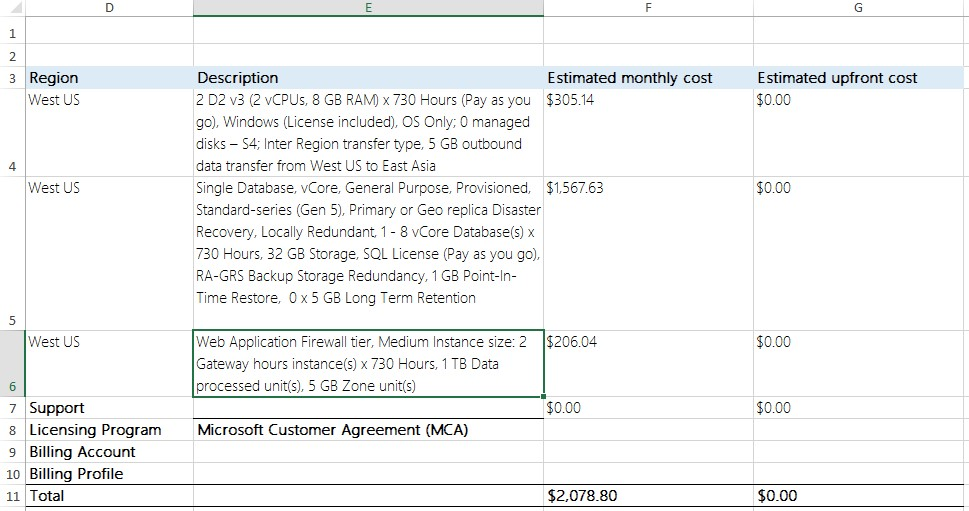 D E F G
1
2
3 Region Description Estimated monthly cost Estimated upfront cost
West US 2 D2 v3 (2 vCPUs, 8 GB RAM) x 730 Hours (Pay as you $305.14 $0.00
go), Windows (License included), OS Only; 0 managed
disks – S4; Inter Region transfer type, 5 GB outbound
4 data transfer from West US to East Asia
West US Single Database, vCore, General Purpose, Provisioned, $1,567.63 $0.00
Standard-series (Gen 5), Primary or Geo replica Disaster
Recovery, Locally Redundant, 1 - 8 vCore Database(s) x
730 Hours, 32 GB Storage, SQL License (Pay as you go),
RA-GRS Backup Storage Redundancy, 1 GB Point-In-
Time Restore, 0 x 5 GB Long Term Retention
5
West US Web Application Firewall tier, Medium Instance size: 2 $206.04 $0.00
Gateway hours instance(s) x 730 Hours, 1 TB Data
6 processed unit(s), 5 GB Zone unit(s)
7 Support $0.00 $0.00
8 Licensing Program Microsoft Customer Agreement (MCA)
9 Billing Account
10 Billing Profile
11 Total $2,078.80 $0.00